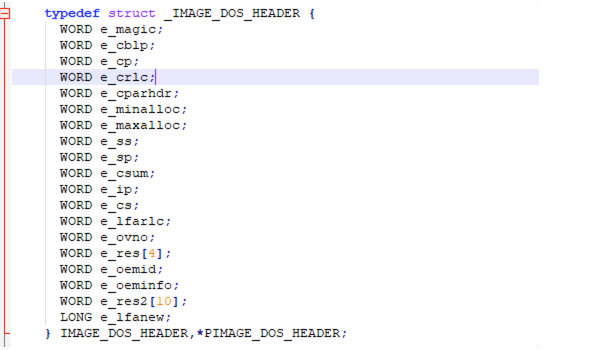 typedef struct _IMAGE_DOS_HEADER {
WORD e_magic;
WORD e_cblp;
WORD e_cp;
WORD e_crlc;
WORD e_cparhdr;
WORD e_minalloc;
WORD e_maxalloc;
WORD e_ss;
WORD e_sp;
WORD e_csum;
WORD e_ip;
WORD e_cs;
WORD e_lfarlc;
WORD e_ovno;
WORD e_res[4];
WORD e_oemid;
WORD e_oeminfo;
WORD e_res2[10];
LONG e_lfanew;
} IMAGE_DOS_HEADER,*PIMAGE_DOS_HEADER;